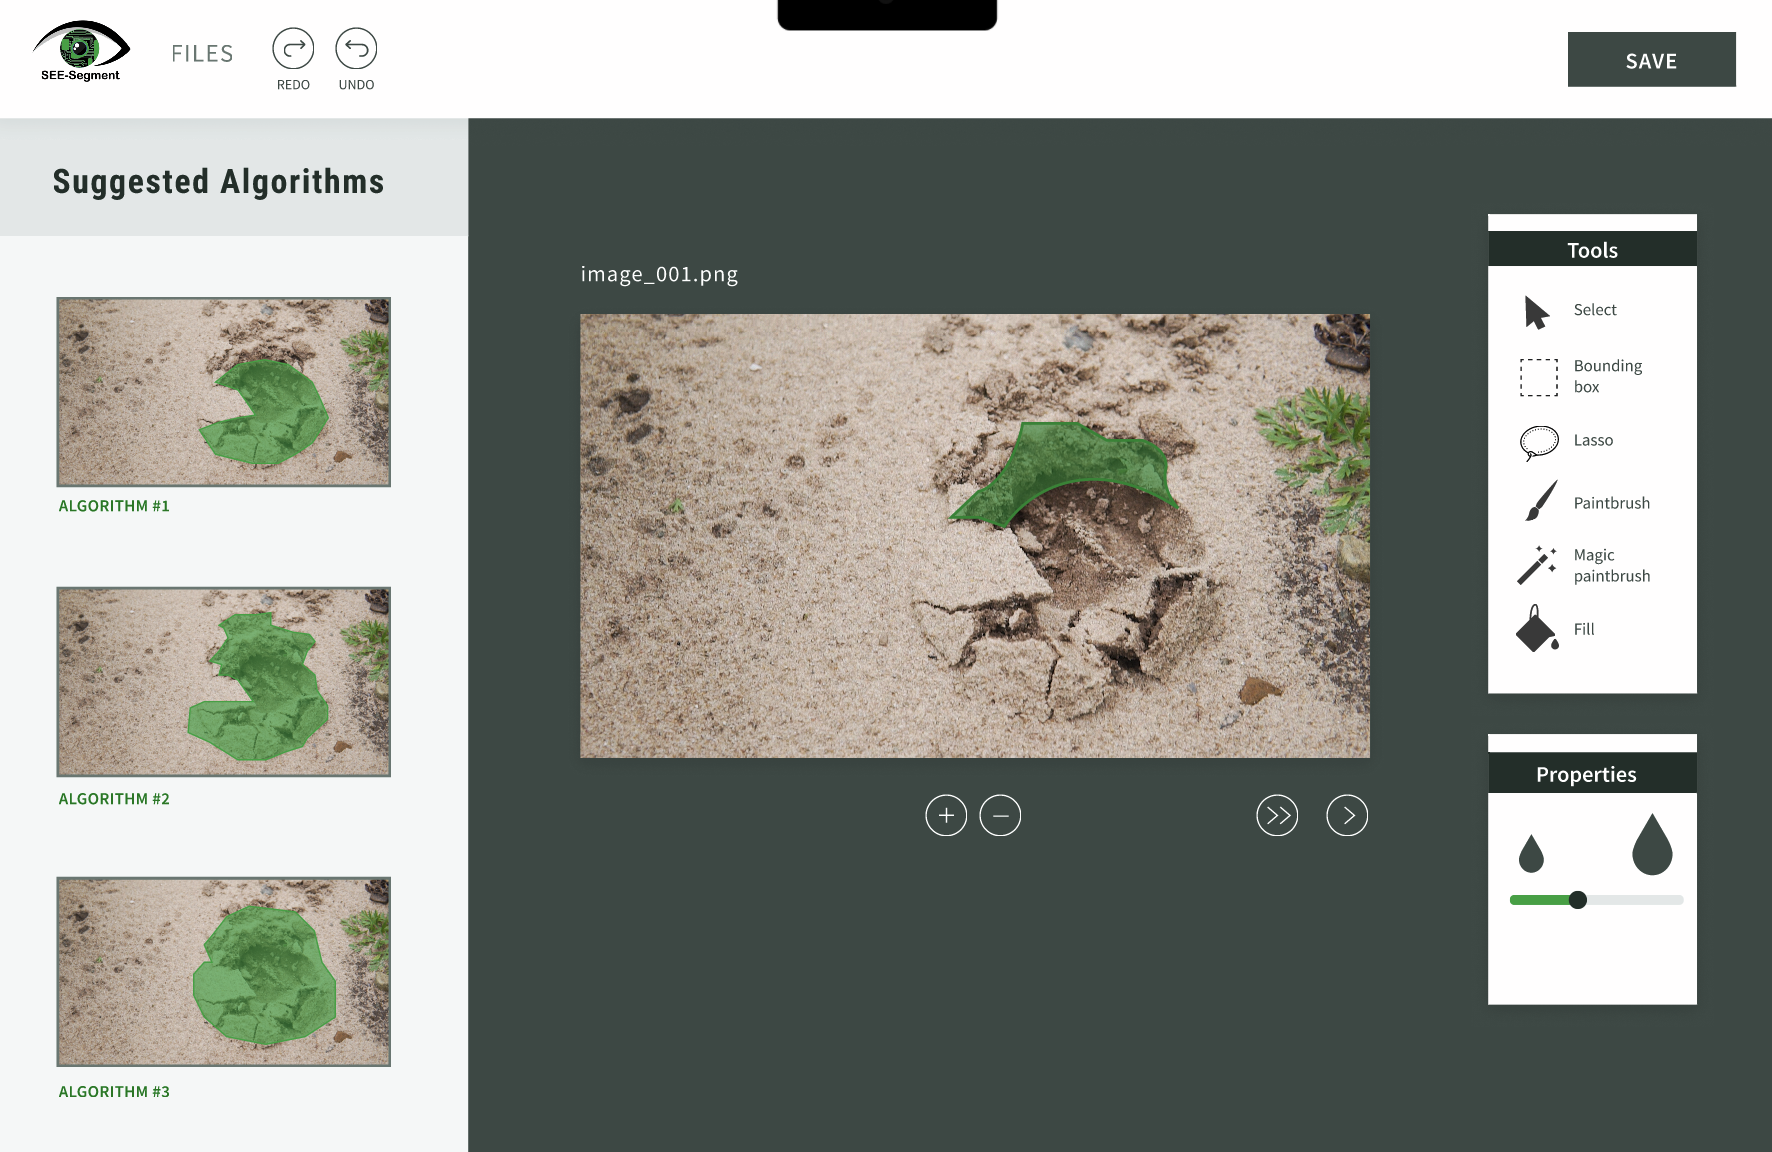 SEE-Segment
FILES
REDO
UNDO
SAVE
Suggested Algorithms
ALGORITHM #1
ALGORITHM #2
ALGORITHM #3
image_001.png
Tools
Select
Bounding
box
Lasso
Paintbrush
Magic
paintbrush
Fill
Properties